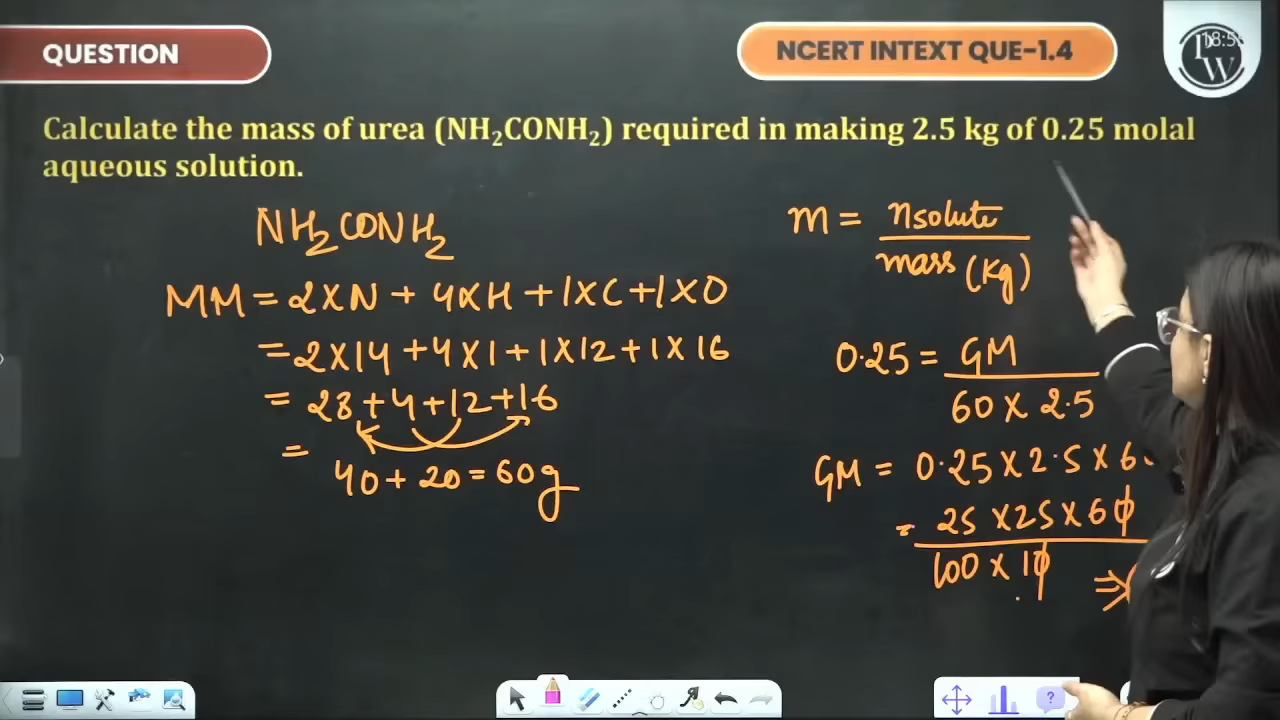 QUESTION
NCERT INTEXT QUE-1.4
Calculate the mass of urea (NH₂CONH₂) required in making 2.5 kg of 0.25 molal
aqueous solution.
NH₂CONH₂
MM = 2×N + 4×H + 1×C + 1×O
= 2×14 + 4×1 + 1×12 + 1×16
= 28 + 4 + 12 + 16
=
40 + 20 = 60g
m = nsolute
mass (kg)
0.25 = GM
60 × 2.5
GM = 0.25 × 2.5 × 6
= 25 × 25 × 60
100 × 10
⇒